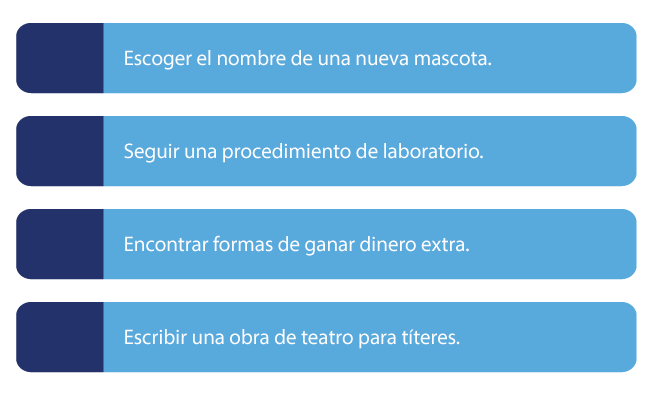 Escoger el nombre de una nueva mascota.
Seguir una procedimiento de laboratorio.
Encontrar formas de ganar dinero extra.
Escribir una obra de teatro para títeres.